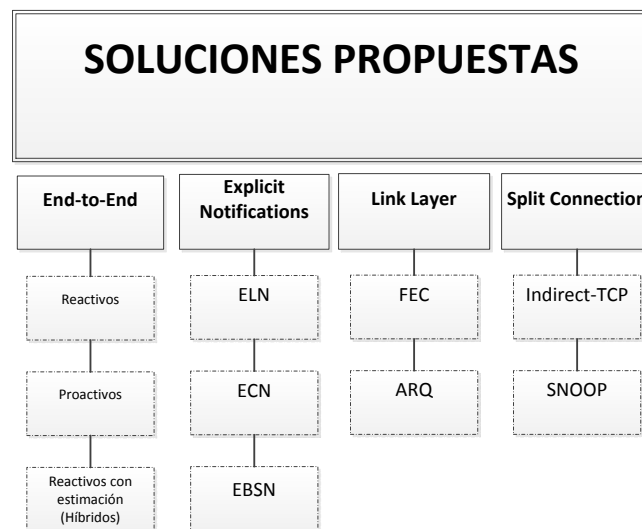 SOLUCIONES PROPUESTAS
End-to-End
Explicit
Notifications
Link Layer
Split Connection
Reactivos
ELN
FEC
Indirect-TCP
Proactivos
ECN
ARQ
SNOOP
Reactivos con
estimación
(Híbridos)
EBSN